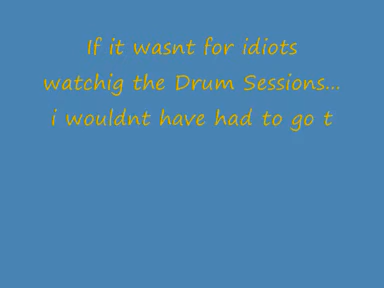 If it wasnt for idiots
watchig the Drum Sessions...
i wouldnt have had to go t